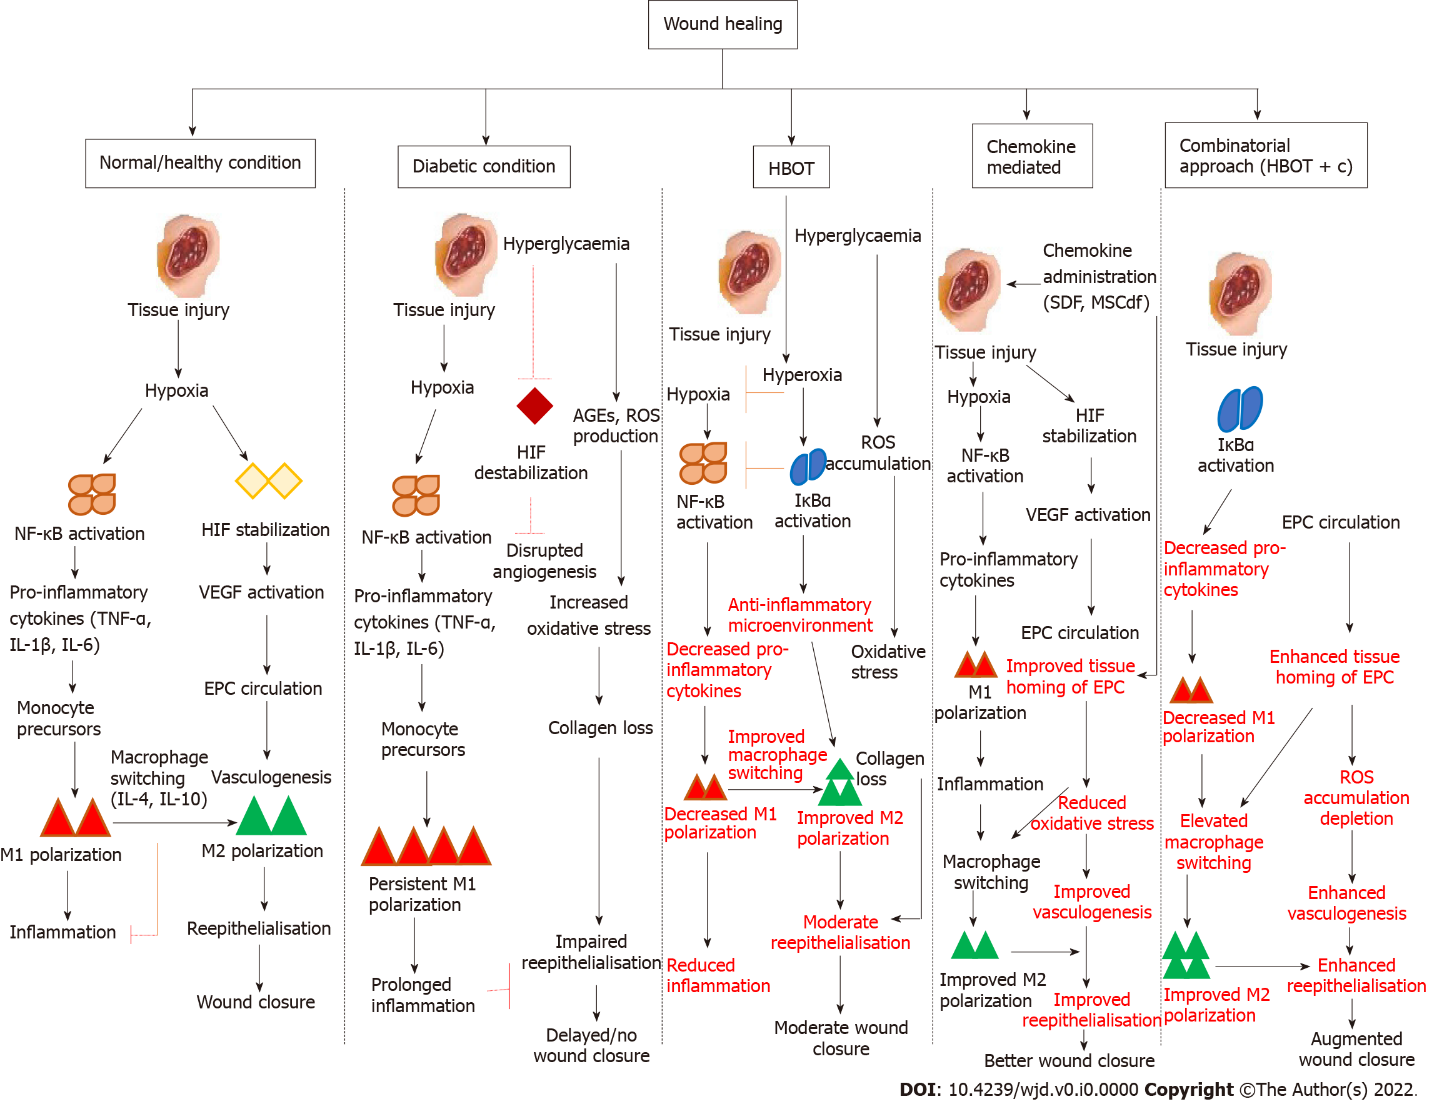 Wound healing
Normal/healthy condition
Tissue injury
Hypoxia
NF-κB activation
HIF stabilization
Pro-inflammatory
cytokines (TNF-α,
IL-1β, IL-6)
VEGF activation
EPC circulation
Monocyte
precursors
Macrophage
switching
(IL-4, IL-10)
Vasculogenesis
M1 polarization
M2 polarization
Inflammation
Reepithelialisation
Wound closure
Diabetic condition
Hyperglycaemia
Tissue injury
Hypoxia
AGEs, ROS
production
HIF
destabilization
NF-κB activation
Disrupted
angiogenesis
Pro-inflammatory
cytokines (TNF-α,
IL-1β, IL-6)
Increased
oxidative stress
Monocyte
precursors
Collagen loss
Persistent M1
polarization
Impaired
reepithelialisation
Prolonged
inflammation
Delayed/no
wound closure
HBOT
Hyperglycaemia
Tissue injury
Hyperoxia
Hypoxia
ROS
accumulation
NF-κB
activation
IκBα
activation
Anti-inflammatory
microenvironment
Decreased pro-
inflammatory
cytokines
Oxidative
stress
Improved
macrophage
switching
Collagen
loss
Decreased M1
polarization
Improved M2
polarization
Moderate
reepithelialisation
Reduced
inflammation
Moderate wound
closure
Chemokine
mediated
Chemokine
administration
(SDF, MSCdf)
Tissue injury
Hypoxia
HIF
stabilization
NF-κB
activation
VEGF activation
Pro-inflammatory
cytokines
EPC circulation
Improved tissue
homing of EPC
M1
polarization
Inflammation
Reduced
oxidative stress
Macrophage
switching
Improved
vasculogenesis
Improved M2
polarization
Improved
reepithelialisation
Better wound closure
Combinatorial
approach (HBOT + c)
Tissue injury
IκBα
activation
EPC circulation
Decreased pro-
inflammatory
cytokines
Enhanced tissue
homing of EPC
Decreased M1
polarization
ROS
accumulation
depletion
Elevated
macrophage
switching
Enhanced
vasculogenesis
Enhanced
reepithelialisation
Improved M2
polarization
Augmented
wound closure
DOI: 10.4239/wjd.v0.i0.0000 Copyright ©The Author(s) 2022.